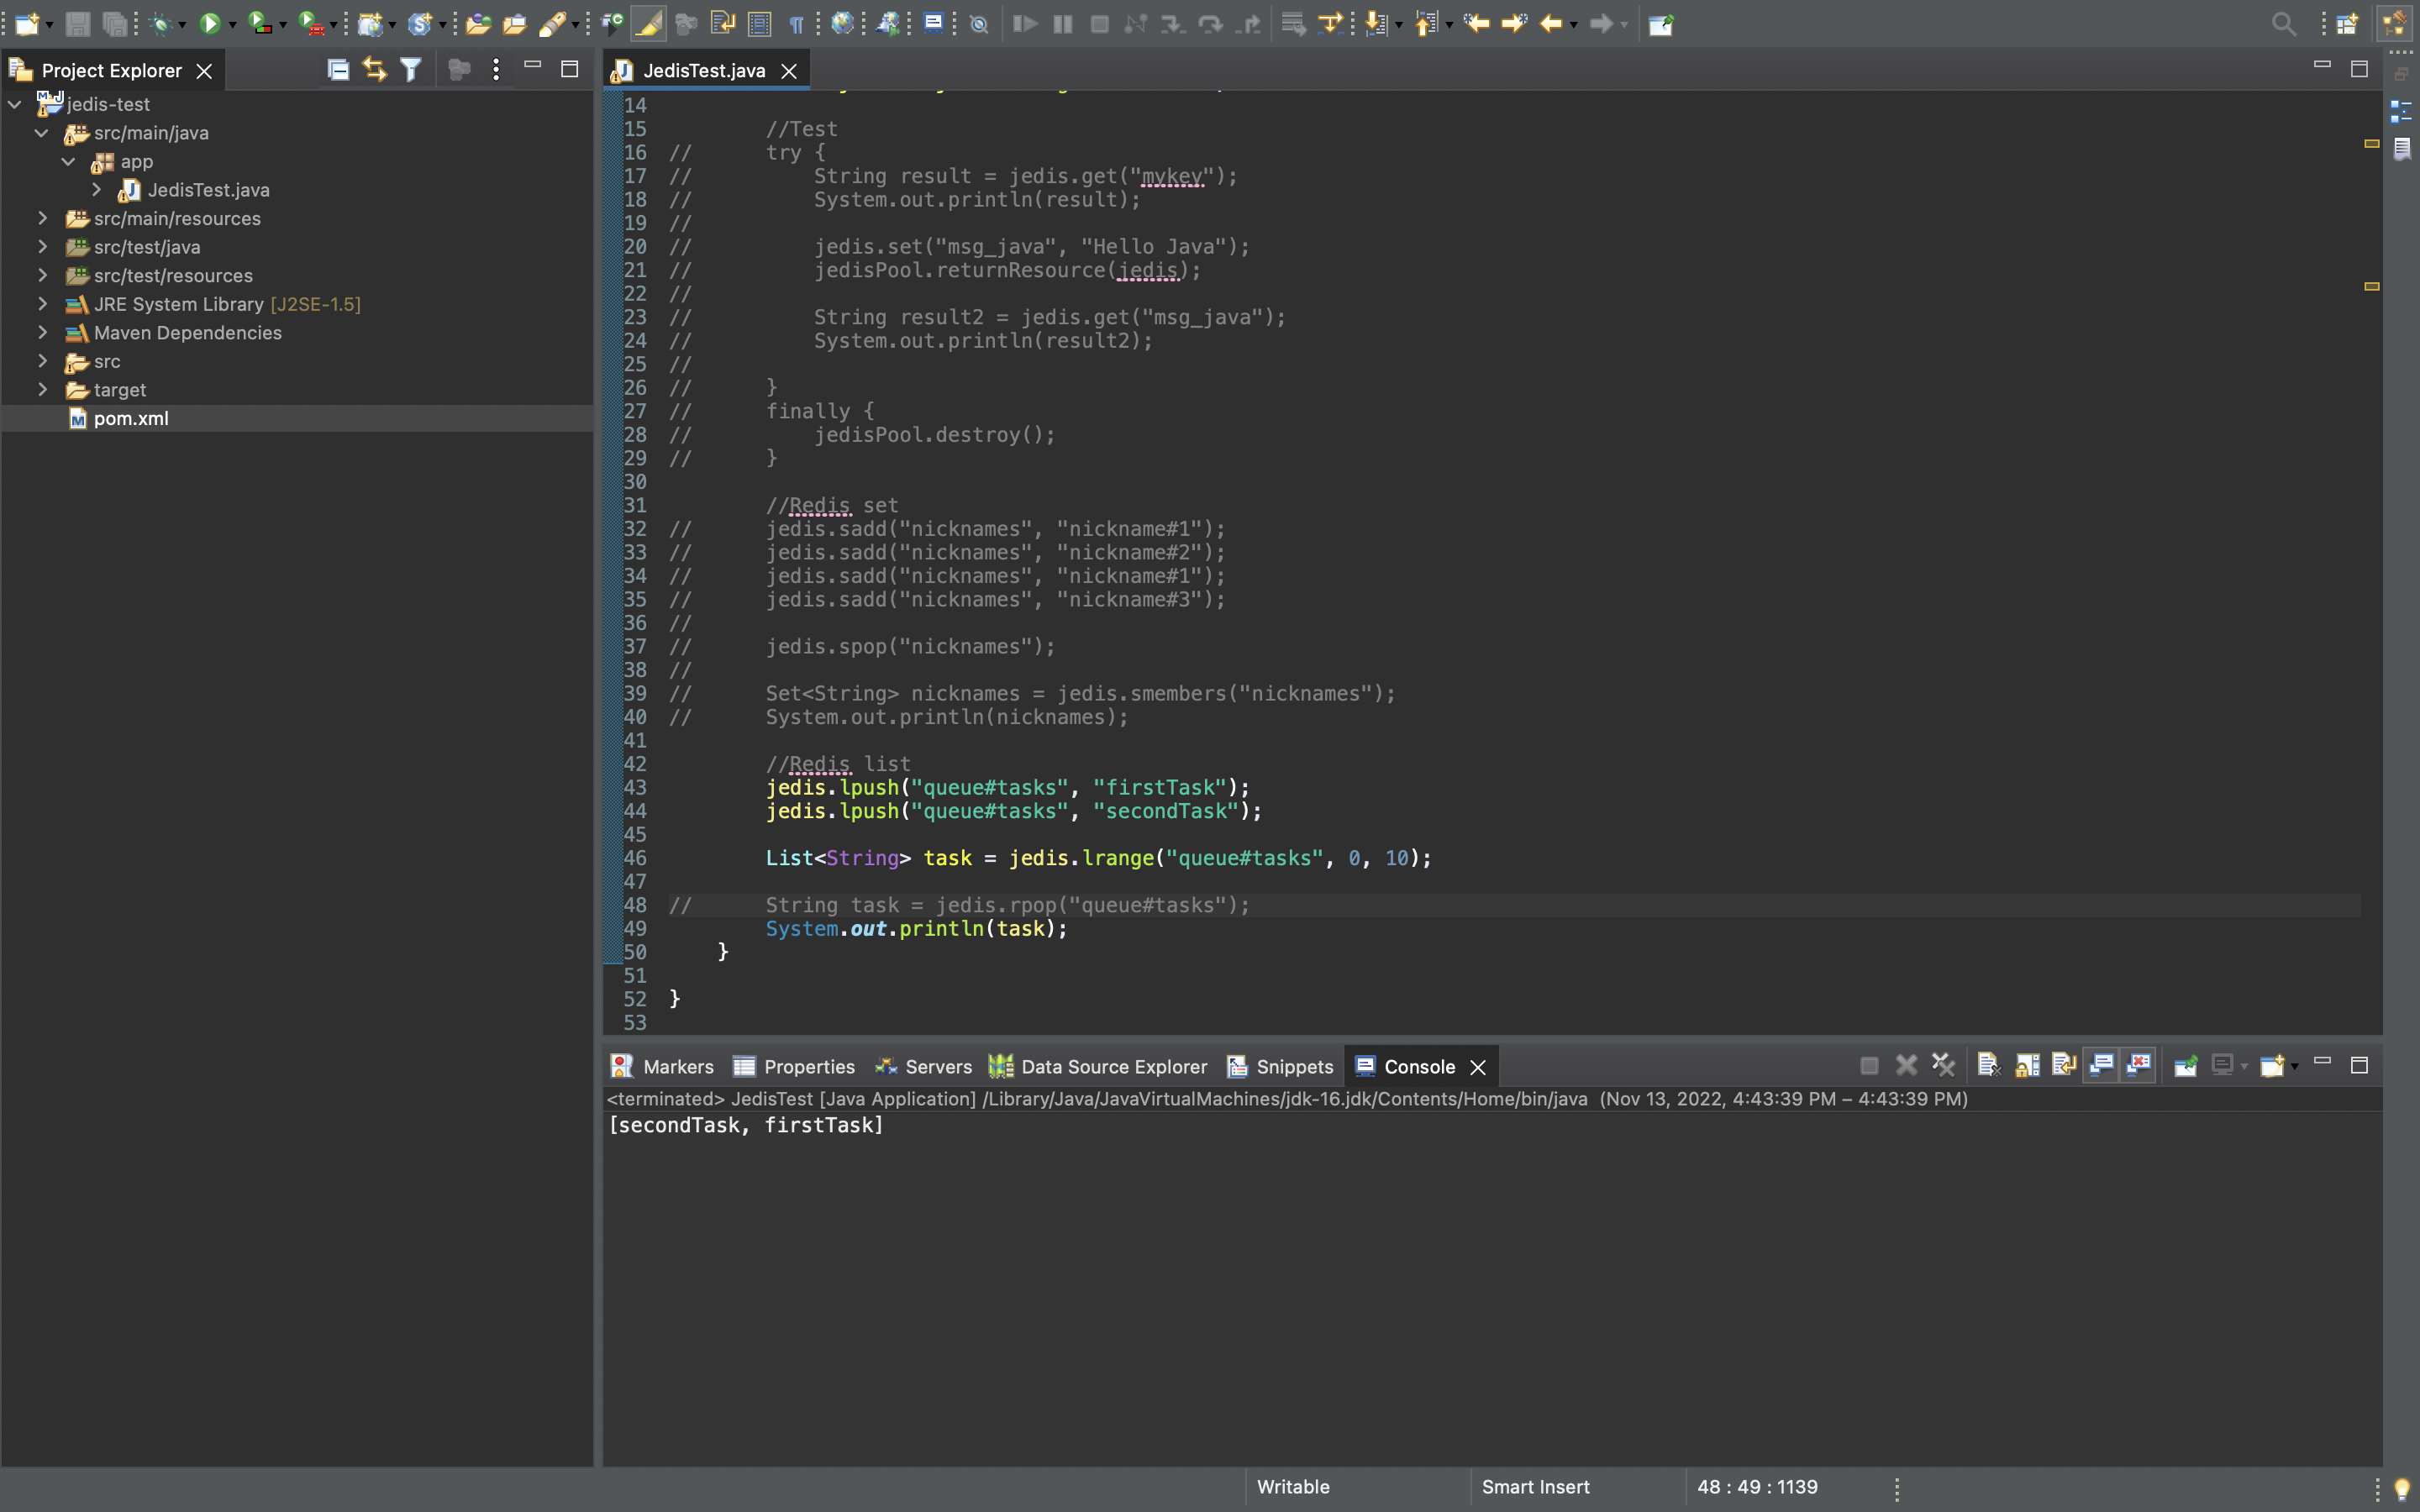 Project Explorer
jedis-test
src/main/java
app
JedisTest.java
src/main/resources
src/test/java
src/test/resources
JRE System Library [J2SE-1.5]
Maven Dependencies
src
target
pom.xml
JedisTest.java
14
15         //Test
16 //      try {
17 //          String result = jedis.get("mykey");
18 //          System.out.println(result);
19 //
20 //          jedis.set("msg_java", "Hello Java");
21 //          jedisPool.returnResource(jedis);
22 //
23 //          String result2 = jedis.get("msg_java");
24 //          System.out.println(result2);
25 //
26 //      }
27 //      finally {
28 //          jedisPool.destroy();
29 //      }
30
31         //Redis set
32 //      jedis.sadd("nicknames", "nickname#1");
33 //      jedis.sadd("nicknames", "nickname#2");
34 //      jedis.sadd("nicknames", "nickname#1");
35 //      jedis.sadd("nicknames", "nickname#3");
36 //
37 //      jedis.spop("nicknames");
38 //
39 //      Set<String> nicknames = jedis.smembers("nicknames");
40 //      System.out.println(nicknames);
41
42         //Redis list
43         jedis.lpush("queue#tasks", "firstTask");
44         jedis.lpush("queue#tasks", "secondTask");
45
46         List<String> task = jedis.lrange("queue#tasks", 0, 10);
47
48 //      String task = jedis.rpop("queue#tasks");
49         System.out.println(task);
50     }
51
52 }
53
Markers Properties Servers Data Source Explorer Snippets Console
<terminated> JedisTest [Java Application] /Library/Java/JavaVirtualMachines/jdk-16.jdk/Contents/Home/bin/java (Nov 13, 2022, 4:43:39 PM – 4:43:39 PM)
[secondTask, firstTask]
Writable Smart Insert 48 : 49 : 1139